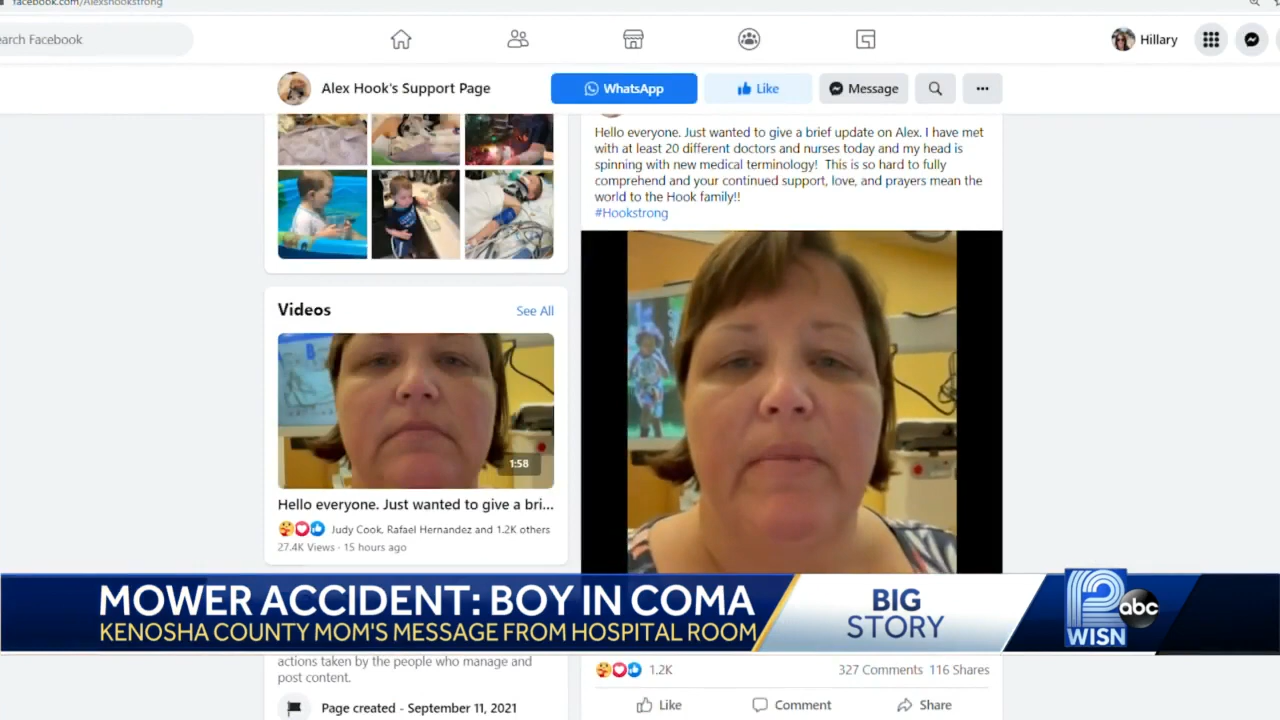 facebook.com/Alexshookstrong
earch Facebook
Hillary
Alex Hook's Support Page
WhatsApp
Like
Message
Hello everyone. Just wanted to give a brief update on Alex. I have met
with at least 20 different doctors and nurses today and my head is
spinning with new medical terminology! This is so hard to fully
comprehend and your continued support, love, and prayers mean the
world to the Hook family!!
#Hookstrong
Videos
See All
1:58
Hello everyone. Just wanted to give a bri...
Judy Cook, Rafael Hernandez and 1.2K others
27.4K Views · 15 hours ago
MOWER ACCIDENT: BOY IN COMA
KENOSHA COUNTY MOM'S MESSAGE FROM HOSPITAL ROOM
BIG
STORY
12
abc
WISN
actions taken by the people who manage and
post content.
Page created - September 11, 2021
1.2K
327 Comments 116 Shares
Like
Comment
Share